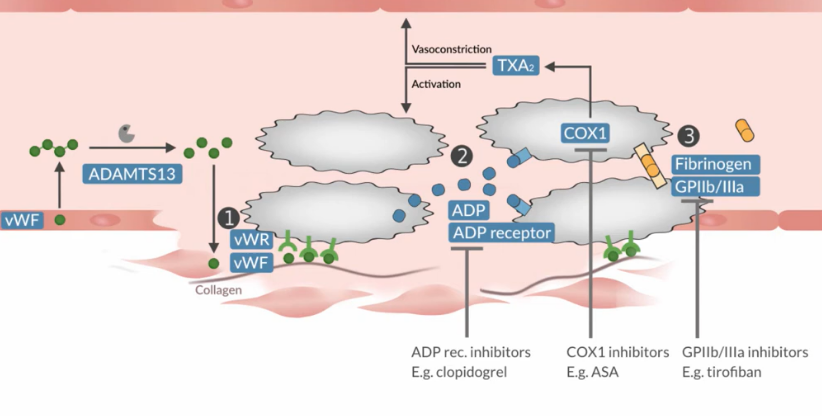 Vasoconstriction
TXA₂
Activation
COX1
3
ADAMTS13
2
Fibrinogen
GPIIb/IIIa
vWF
1
ADP
vWR
ADP receptor
vWF
Collagen
ADP rec. inhibitors
E.g. clopidogrel
COX1 inhibitors
E.g. ASA
GPIIb/IIIa inhibitors
E.g. tirofiban